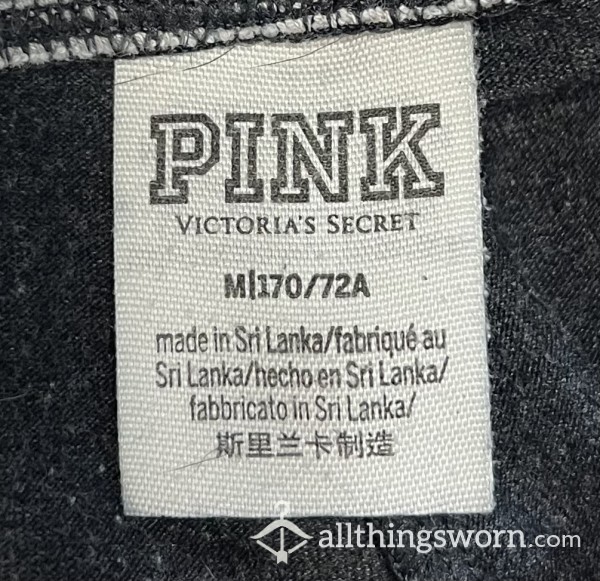 PINK
VICTORIA'S SECRET
M|170/72A
made in Sri Lanka/fabriqué au
Sri Lanka/hecho en Sri Lanka/
fabbricato in Sri Lanka/
斯里兰卡制造
allthingsworn.com